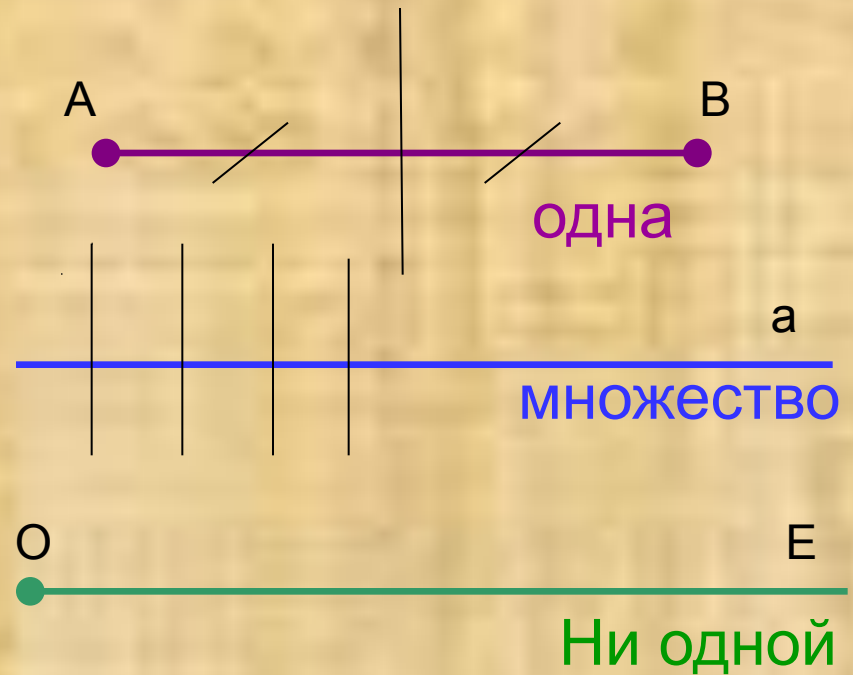 А В
одна
а
множество
О Е
Ни одной